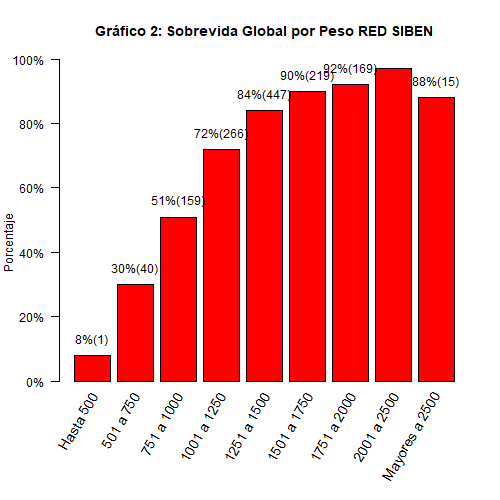 Gráfico 2: Sobrevida Global por Peso RED SIBEN
Porcentaje
100%
80%
60%
40%
20%
0%
8%(1)
30%(40)
51%(159)
72%(266)
84%(447)
90%(219)
92%(169)
88%(15)
Hasta 500
501 a 750
751 a 1000
1001 a 1250
1251 a 1500
1501 a 1750
1751 a 2000
2001 a 2500
Mayores a 2500